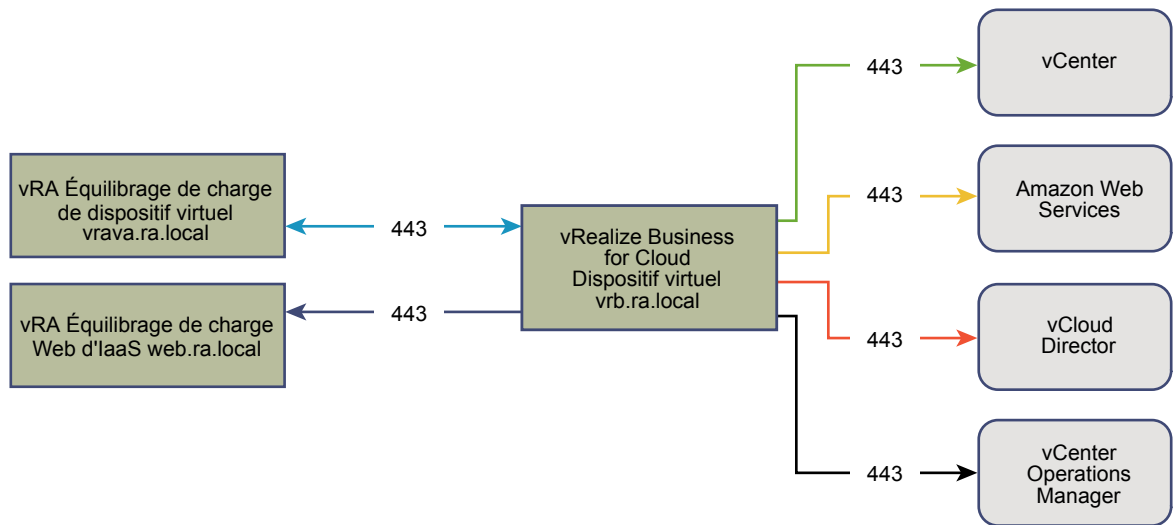 vRA Équilibrage de charge
de dispositif virtuel
vrava.ra.local
443
vRA Équilibrage de charge
Web d'IaaS web.ra.local
443
vRealize Business
for Cloud
Dispositif virtuel
vrb.ra.local
443
vCenter
443
Amazon Web
Services
443
vCloud
Director
443
vCenter
Operations
Manager